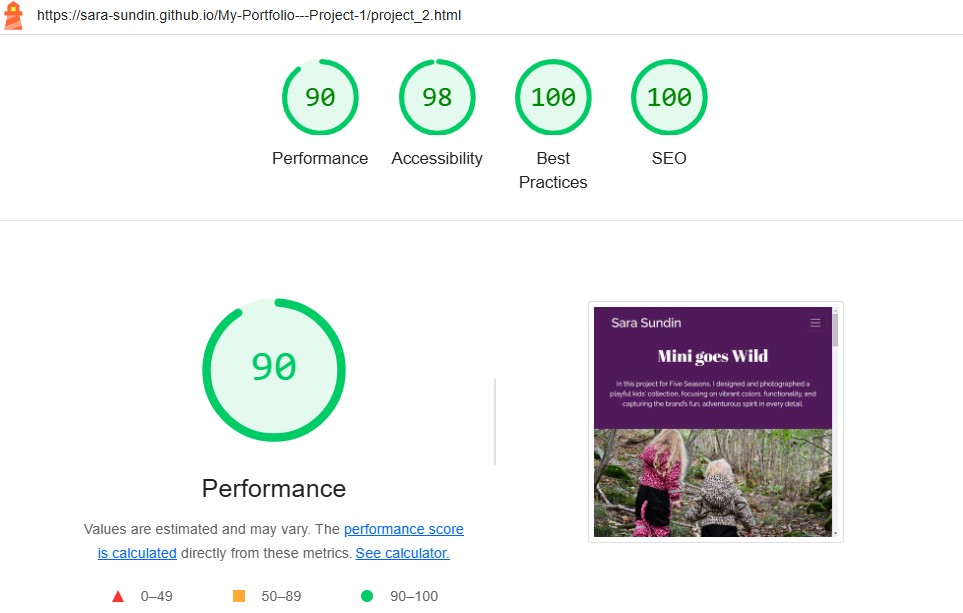 https://sara-sundin.github.io/My-Portfolio---Project-1/project_2.html
90
98
100
100
Performance
Accessibility
Best
Practices
SEO
90
Performance
Values are estimated and may vary. The performance score
is calculated directly from these metrics. See calculator.
0–49
50–89
90–100
Sara Sundin
Mini goes Wild
In this project for Five Seasons, I designed and photographed a
playful kids' collection, focusing on vibrant colors, functionality, and
capturing the brand's fun, adventurous spirit in every detail.